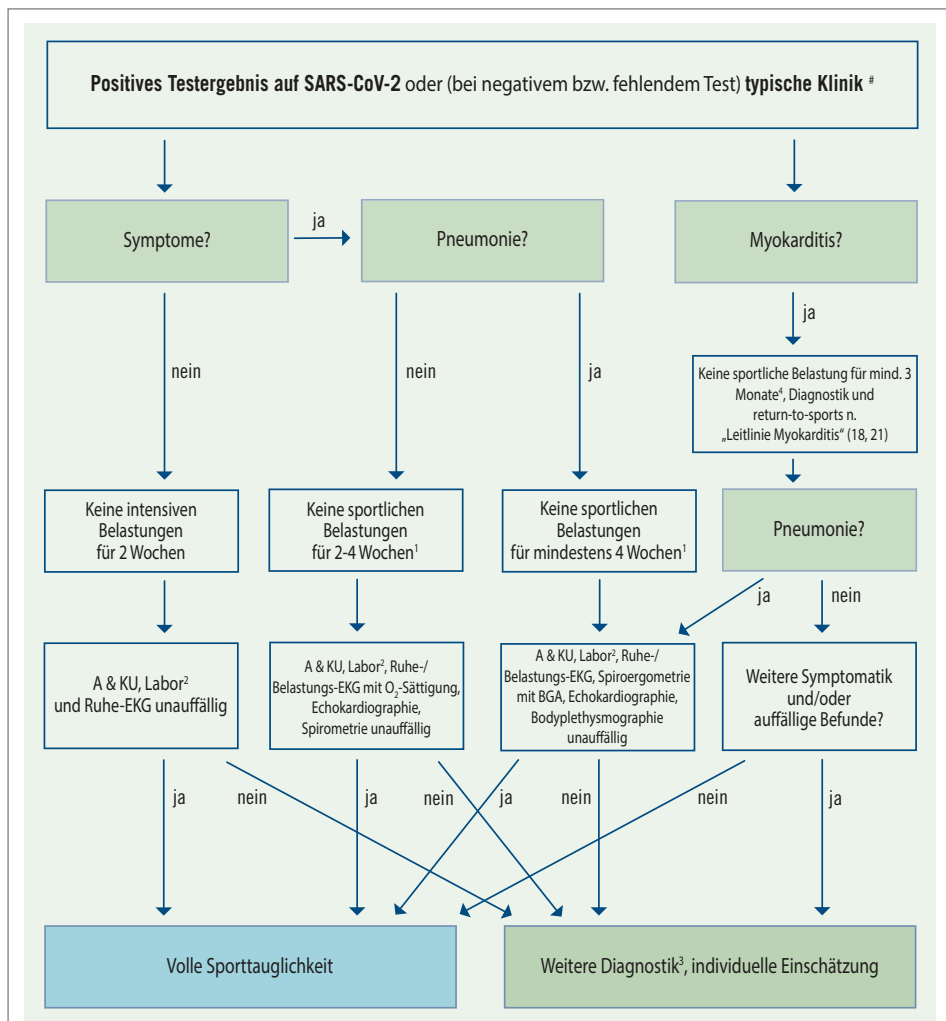 Positives Testergebnis auf SARS-CoV-2 oder (bei negativem bzw. fehlendem Test) typische Klinik #
Symptome?
ja
Pneumonie?
Myokarditis?
nein
nein
ja
ja
Keine sportliche Belastung für mind. 3
Monate⁴, Diagnostik und
return-to-sports n.
„Leitlinie Myokarditis“ (18, 21)
Keine intensiven
Belastungen
für 2 Wochen
Keine sportlichen
Belastungen
für 2-4 Wochen¹
Keine sportlichen
Belastungen
für mindestens 4 Wochen¹
Pneumonie?
ja
nein
A & KU, Labor²
und Ruhe-EKG unauffällig
A & KU, Labor², Ruhe-/
Belastungs-EKG mit O₂-Sättigung,
Echokardiographie,
Spirometrie unauffällig
A & KU, Labor², Ruhe-/
Belastungs-EKG, Spiroergometrie
mit BGA, Echokardiographie,
Bodyplethysmographie
unauffällig
Weitere Symptomatik
und/oder
auffällige Befunde?
ja
nein
ja
nein
ja
nein
nein
ja
Volle Sporttauglichkeit
Weitere Diagnostik³, individuelle Einschätzung